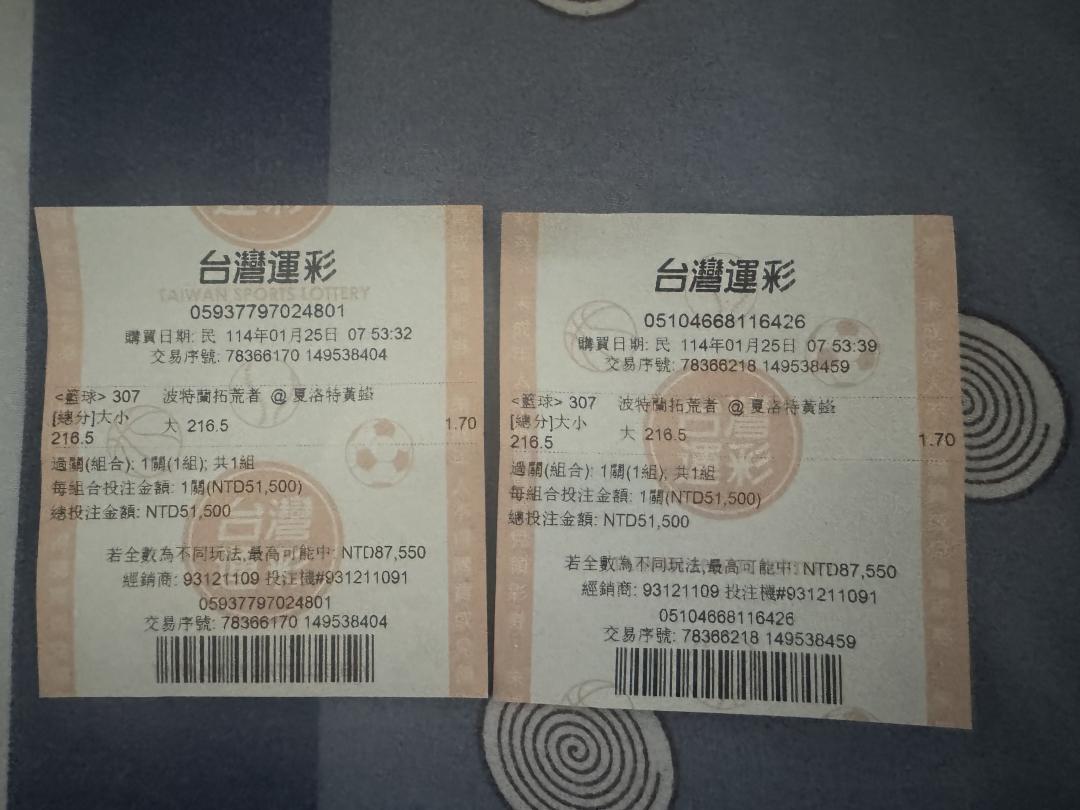 台灣運彩
TAIWAN SPORTS LOTTERY
05937797024801
購買日期: 民 114年01月25日 07 53:32
交易序號: 78366170 149538404
<籃球> 307 波特蘭拓荒者 @ 夏洛特黃蜂
[總分]大小
216.5
大 216.5
1.70
過關(組合): 1關(1組); 共1組
每組合投注金額: 1關(NTD51,500)
總投注金額: NTD51,500
若全數為不同玩法,最高可能中: NTD87,550
經銷商: 93121109 投注機#931211091
05937797024801
交易序號: 78366170 149538404
台灣運彩
05104668116426
購買日期: 民 114年01月25日 07 53:39
交易序號: 78366218 149538459
<籃球> 307 波特蘭拓荒者 @ 夏洛特黃蜂
[總分]大小
216.5
大 216.5
1.70
過關(組合): 1關(1組); 共1組
每組合投注金額: 1關(NTD51,500)
總投注金額: NTD51,500
若全數為不同玩法,最高可能中: NTD87,550
經銷商: 93121109 投注機#931211091
05104668116426
交易序號: 78366218 149538459